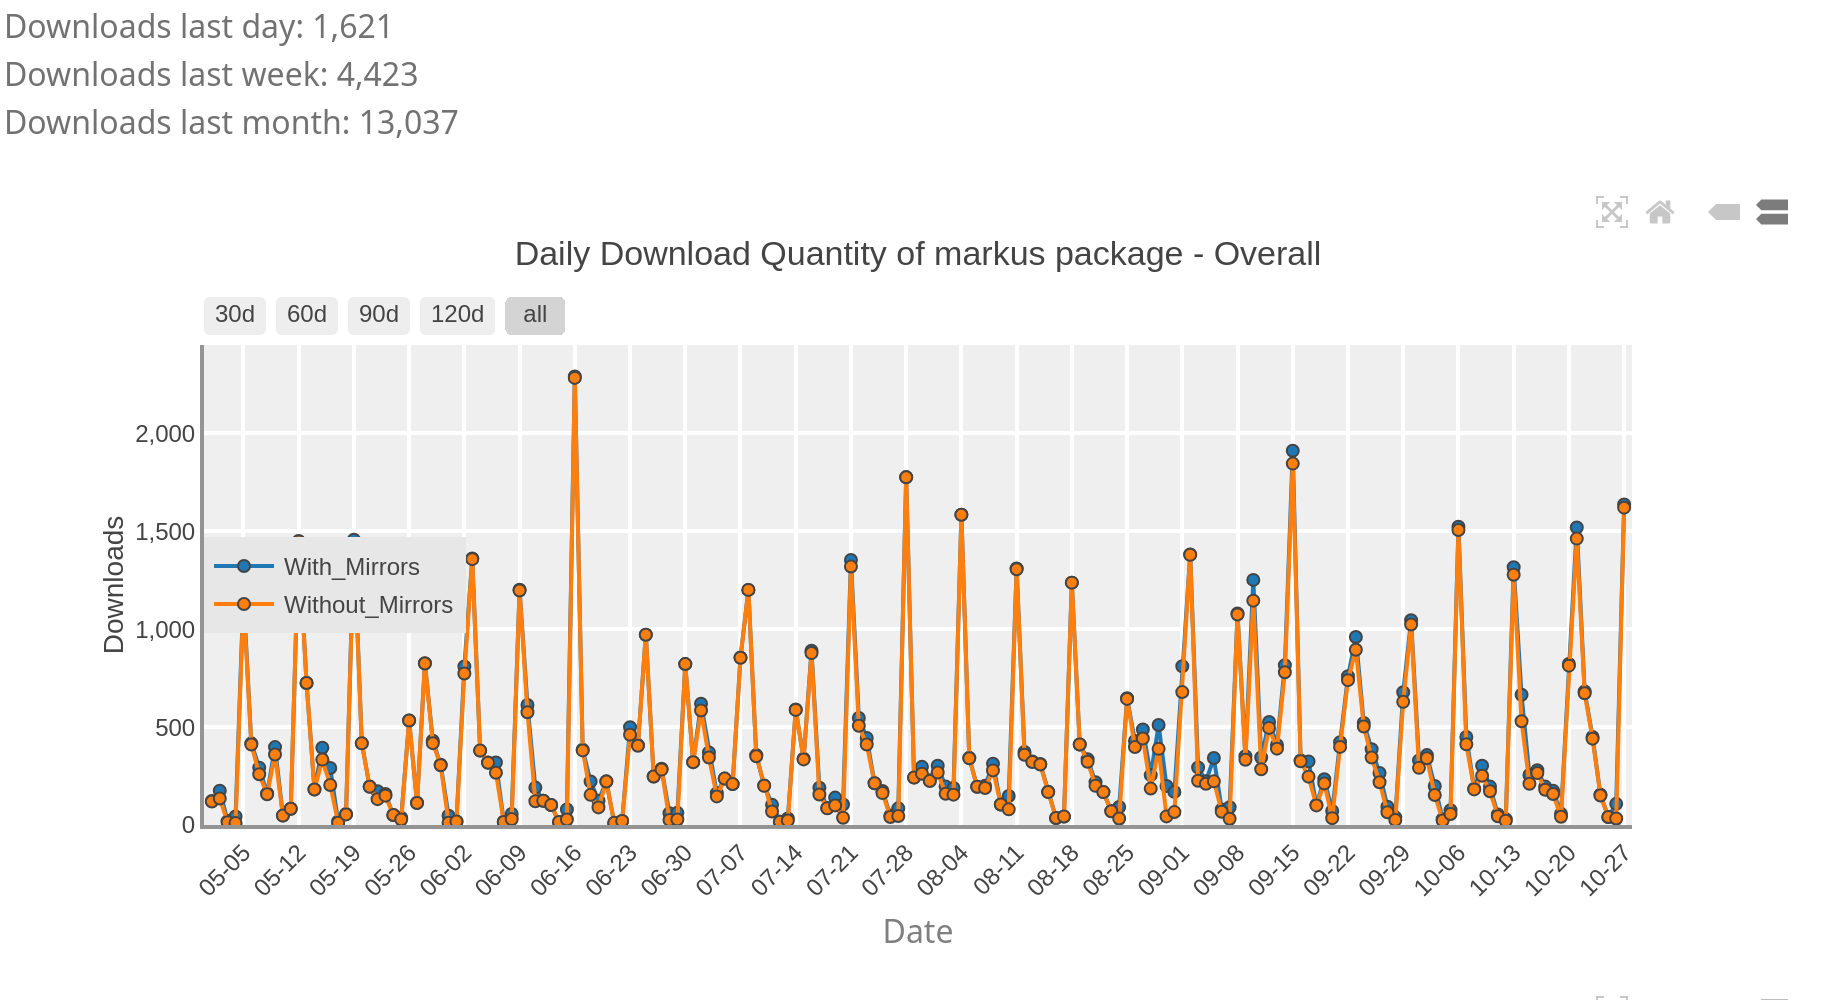 Downloads last day: 1,621
Downloads last week: 4,423
Downloads last month: 13,037
Daily Download Quantity of markus package - Overall
30d 60d 90d 120d all
2,000
1,500
1,000
500
0
Downloads
With_Mirrors
Without_Mirrors
05-05 05-12 05-19 05-26 06-02 06-09 06-16 06-23 06-30 07-07 07-14 07-21 07-28 08-04 08-11 08-18 08-25 09-01 09-08 09-15 09-22 09-29 10-06 10-13 10-20 10-27
Date